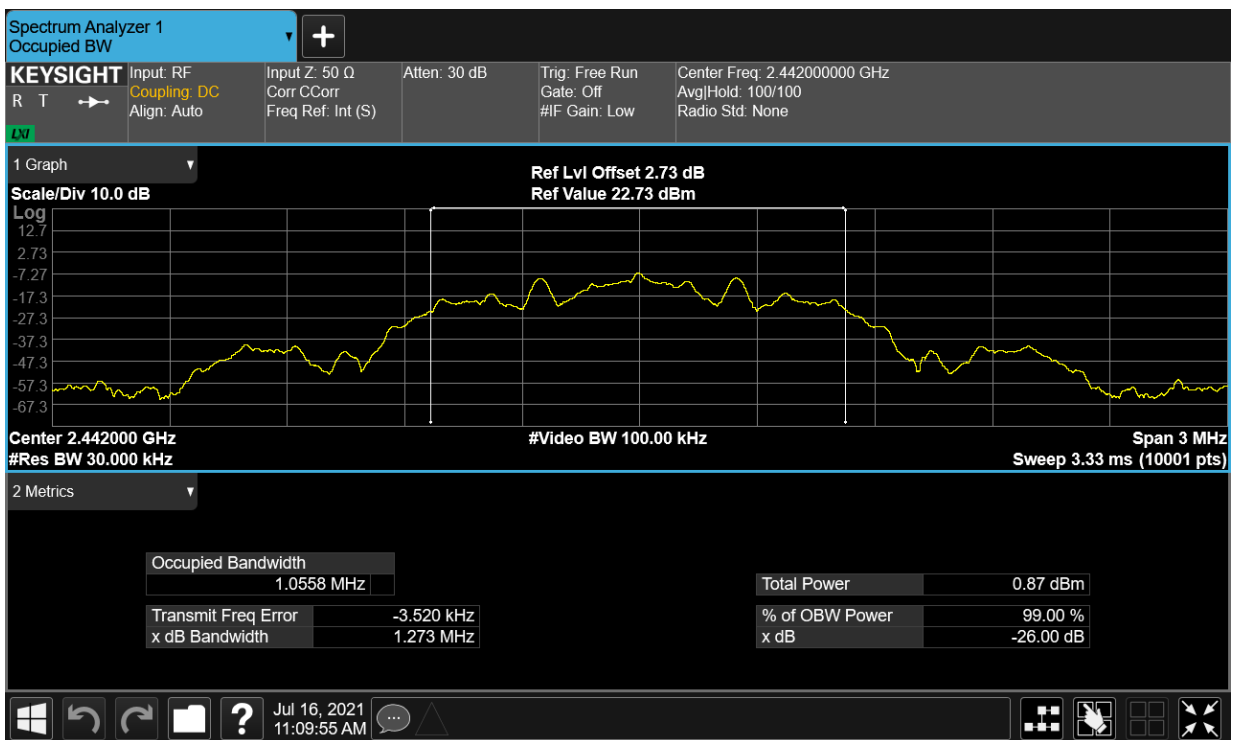 Spectrum Analyzer 1
Occupied BW
KEYSIGHT
R T
LXI
Input: RF
Coupling: DC
Align: Auto
Input Z: 50 Ω
Corr CCorr
Freq Ref: Int (S)
Atten: 30 dB
Trig: Free Run
Gate: Off
#IF Gain: Low
Center Freq: 2.442000000 GHz
Avg|Hold: 100/100
Radio Std: None
1 Graph
Scale/Div 10.0 dB
Ref Lvl Offset 2.73 dB
Ref Value 22.73 dBm
Log
12.7
2.73
-7.27
-17.3
-27.3
-37.3
-47.3
-57.3
-67.3
Center 2.442000 GHz
#Video BW 100.00 kHz
Span 3 MHz
#Res BW 30.000 kHz
Sweep 3.33 ms (10001 pts)
2 Metrics
Occupied Bandwidth
1.0558 MHz
Total Power 0.87 dBm
Transmit Freq Error -3.520 kHz
% of OBW Power 99.00 %
x dB Bandwidth 1.273 MHz
x dB -26.00 dB
?
Jul 16, 2021
11:09:55 AM